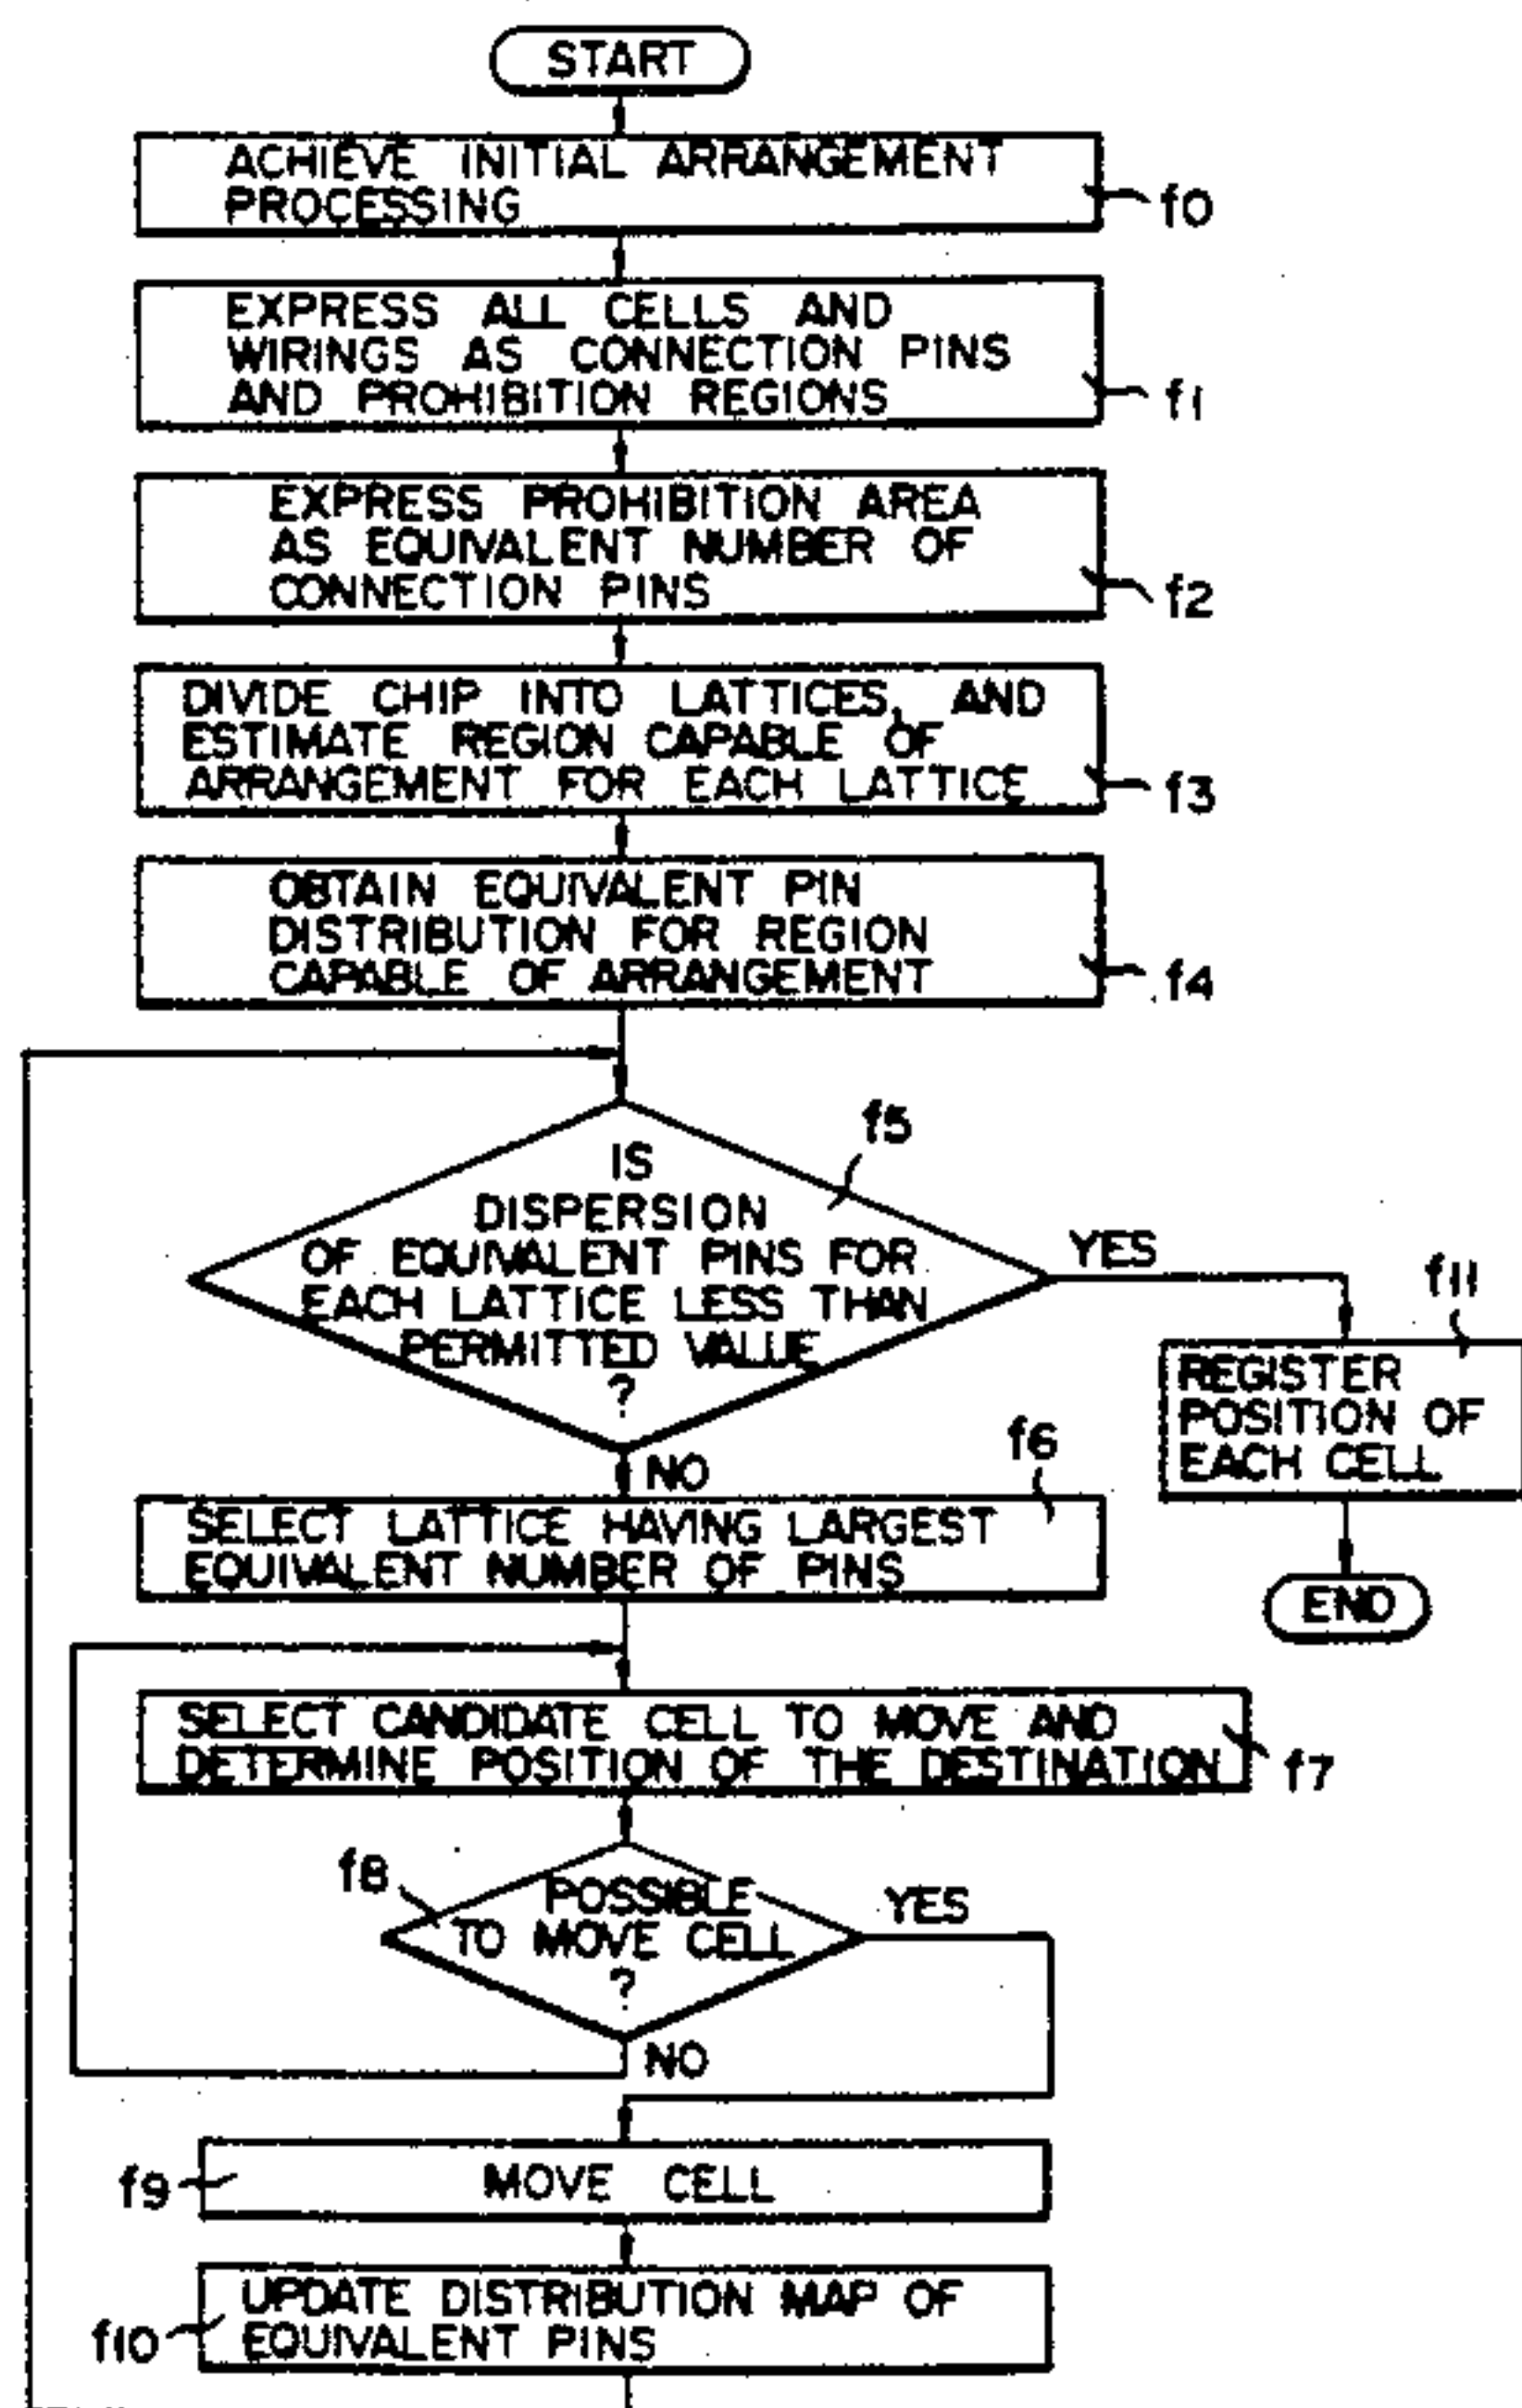 START
ACHIEVE INITIAL ARRANGEMENT
PROCESSING
f0
EXPRESS ALL CELLS AND
WIRINGS AS CONNECTION PINS
AND PROHIBITION REGIONS
f1
EXPRESS PROHIBITION AREA
AS EQUIVALENT NUMBER OF
CONNECTION PINS
f2
DIVIDE CHIP INTO LATTICES, AND
ESTIMATE REGION CAPABLE OF
ARRANGEMENT FOR EACH LATTICE
f3
OBTAIN EQUIVALENT PIN
DISTRIBUTION FOR REGION
CAPABLE OF ARRANGEMENT
f4
f5
IS
DISPERSION
OF EQUIVALENT PINS FOR
EACH LATTICE LESS THAN
PERMITTED VALUE
?
YES
f11
REGISTER
POSITION OF
EACH CELL
END
NO
f6
SELECT LATTICE HAVING LARGEST
EQUIVALENT NUMBER OF PINS
SELECT CANDIDATE CELL TO MOVE AND
DETERMINE POSITION OF THE DESTINATION
f7
f8
POSSIBLE
TO MOVE CELL
?
YES
NO
f9
MOVE CELL
UPDATE DISTRIBUTION MAP OF
EQUIVALENT PINS
f10